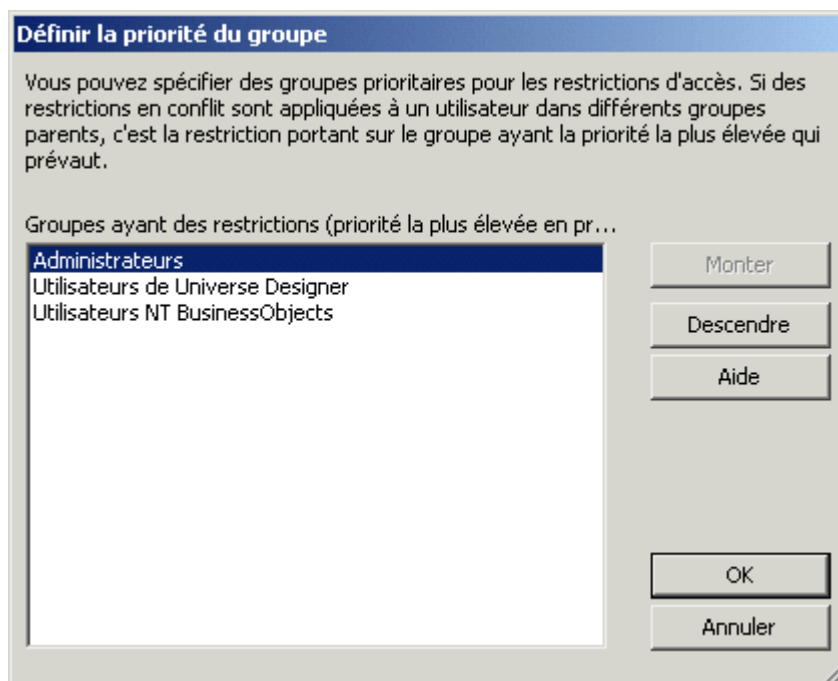 Définir la priorité du groupe
Vous pouvez spécifier des groupes prioritaires pour les restrictions d'accès. Si des
restrictions en conflit sont appliquées à un utilisateur dans différents groupes
parents, c'est la restriction portant sur le groupe ayant la priorité la plus élevée qui
prévaut.
Groupes ayant des restrictions (priorité la plus élevée en pr...
Administrateurs
Utilisateurs de Universe Designer
Utilisateurs NT BusinessObjects
Monter
Descendre
Aide
OK
Annuler